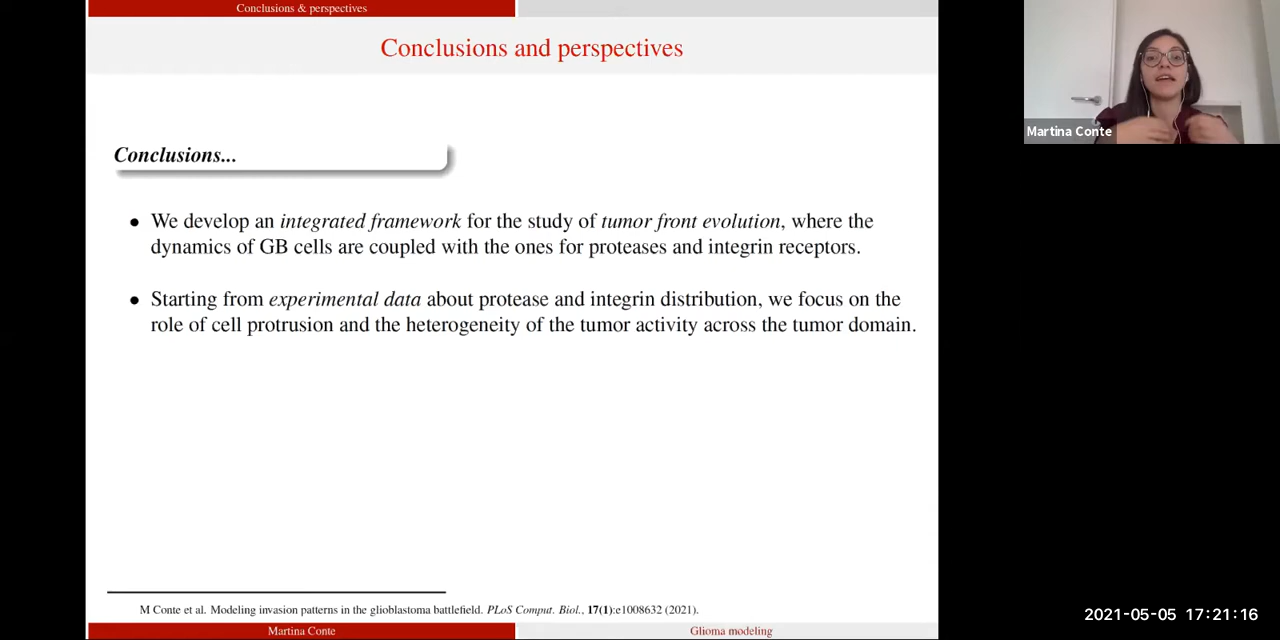 Conclusions & perspectives
Conclusions and perspectives
Martina Conte
Conclusions...
• We develop an integrated framework for the study of tumor front evolution, where the
dynamics of GB cells are coupled with the ones for proteases and integrin receptors.
• Starting from experimental data about protease and integrin distribution, we focus on the
role of cell protrusion and the heterogeneity of the tumor activity across the tumor domain.
M Conte et al. Modeling invasion patterns in the glioblastoma battlefield. PLoS Comput. Biol., 17(1):e1008632 (2021).
Martina Conte
Glioma modeling
2021-05-05 17:21:16